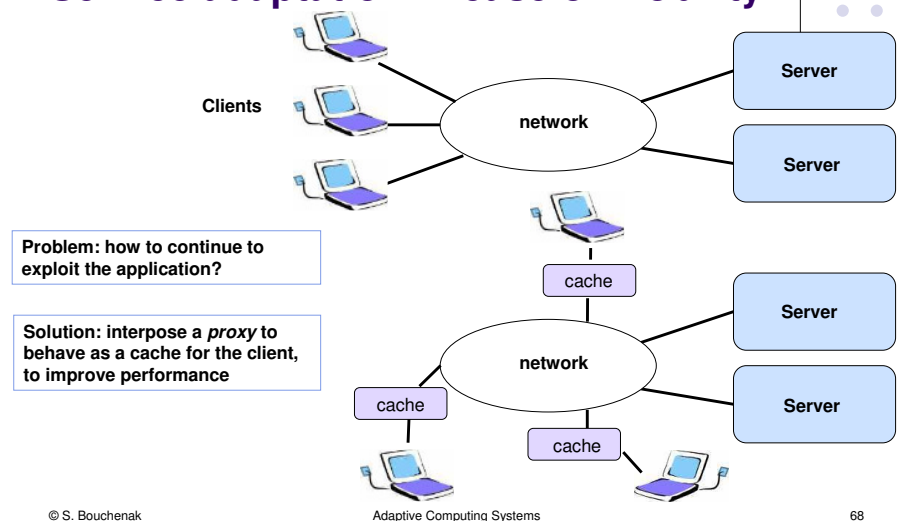 Server
Clients
network
Server
Problem: how to continue to
exploit the application?
cache
Server
Solution: interpose a proxy to
behave as a cache for the client,
to improve performance
network
cache
Server
cache
© S. Bouchenak
Adaptive Computing Systems
68